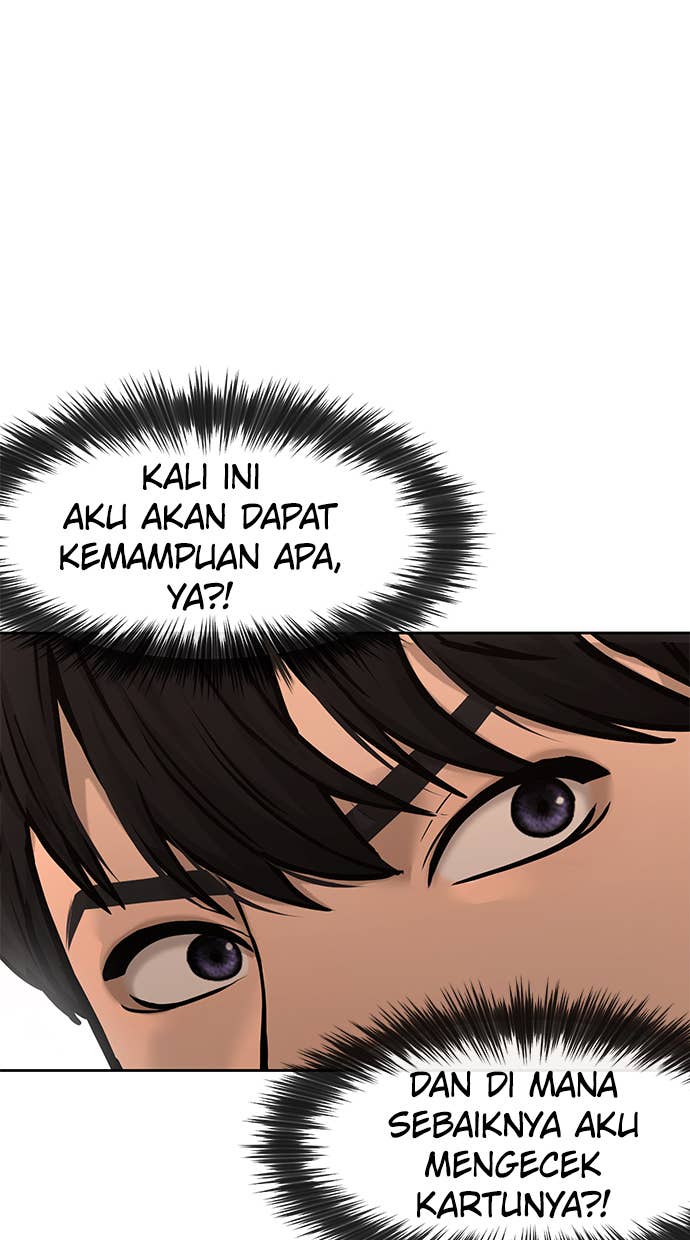 KALI INI
AKU AKAN DAPAT
KEMAMPUAN APA,
YA?!
DAN DI MANA
SEBAIKNYA AKU
MENGECEK
KARTUNYA?!